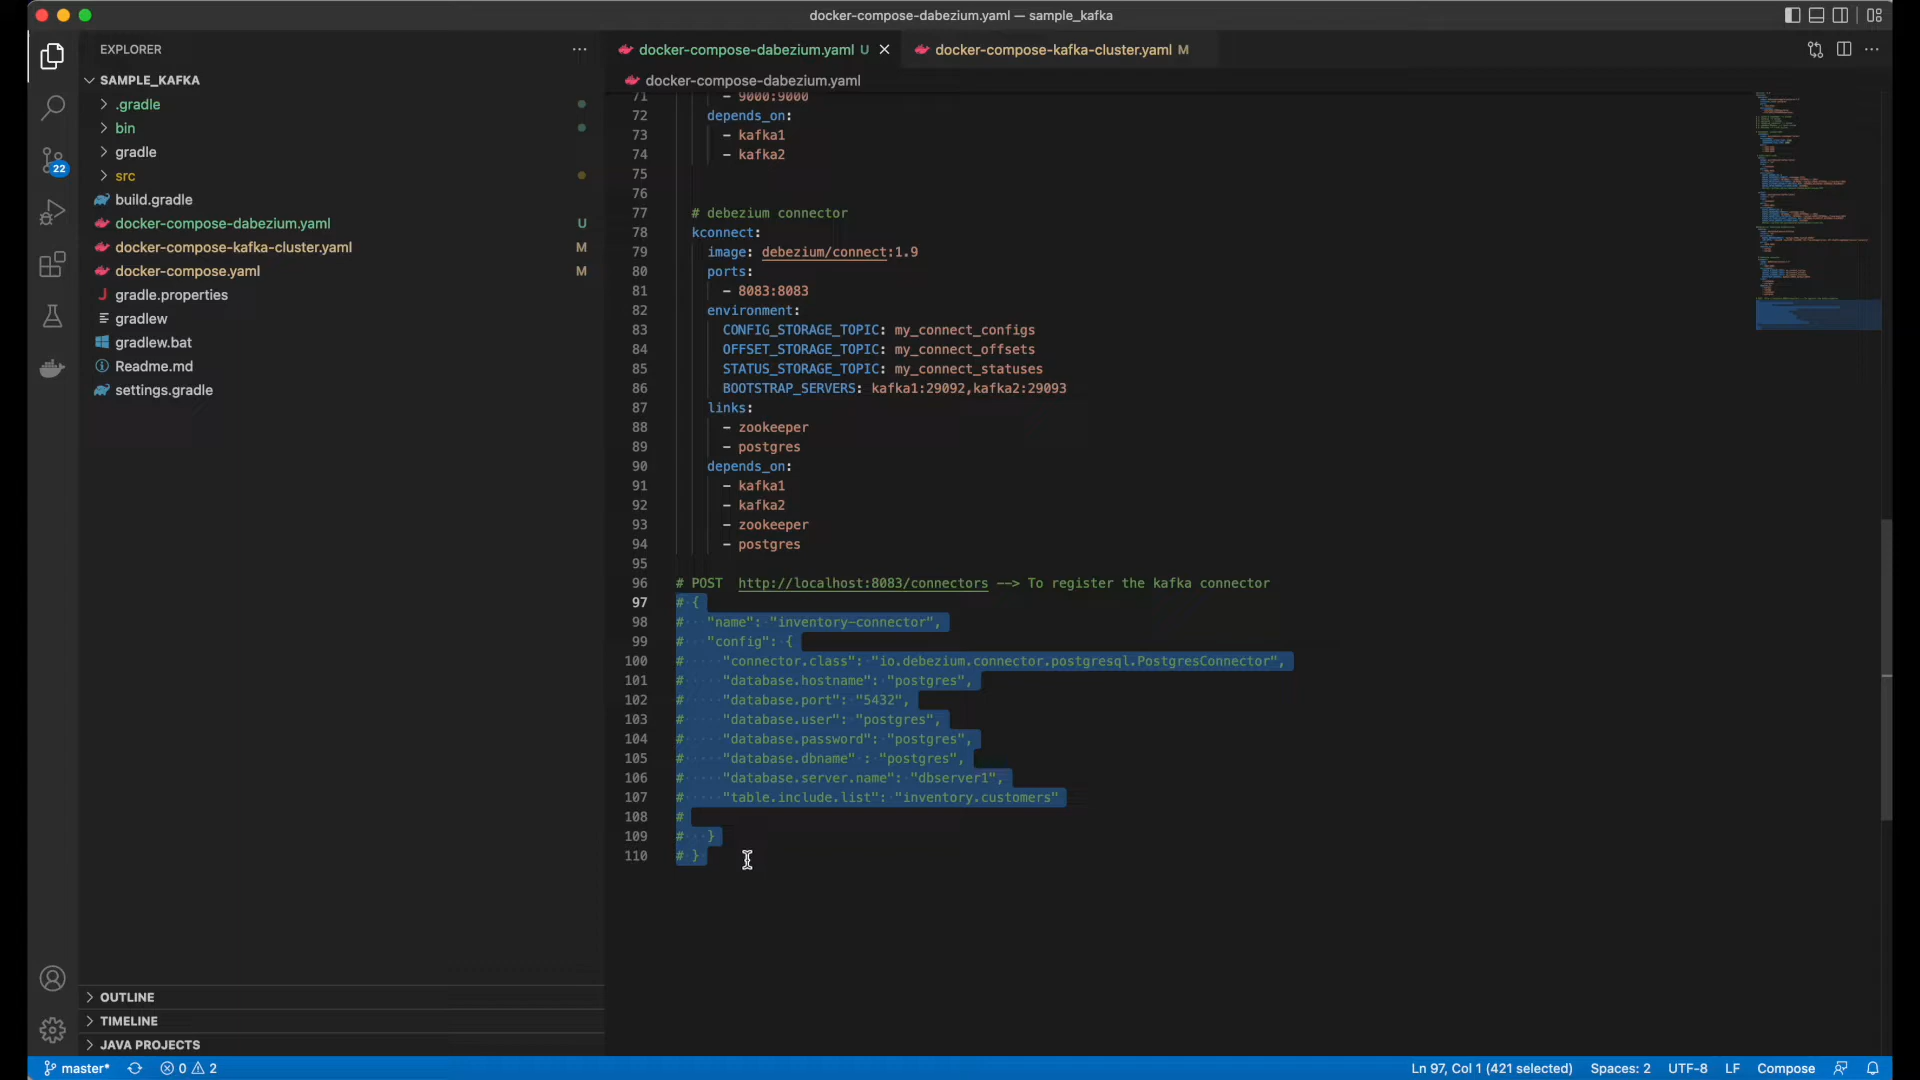 docker-compose-dabezium.yaml — sample_kafka
EXPLORER
SAMPLE_KAFKA
.gradle
bin
gradle
src
build.gradle
docker-compose-dabezium.yaml U
docker-compose-kafka-cluster.yaml M
docker-compose.yaml M
gradle.properties
gradlew
gradlew.bat
Readme.md
settings.gradle
OUTLINE
TIMELINE
JAVA PROJECTS
22
docker-compose-dabezium.yaml U
docker-compose-kafka-cluster.yaml M
docker-compose-dabezium.yaml
71 - 9000:9000
72 depends_on:
73 - kafka1
74 - kafka2
75
76
77 # debezium connector
78 kconnect:
79 image: debezium/connect:1.9
80 ports:
81 - 8083:8083
82 environment:
83 CONFIG_STORAGE_TOPIC: my_connect_configs
84 OFFSET_STORAGE_TOPIC: my_connect_offsets
85 STATUS_STORAGE_TOPIC: my_connect_statuses
86 BOOTSTRAP_SERVERS: kafka1:29092,kafka2:29093
87 links:
88 - zookeeper
89 - postgres
90 depends_on:
91 - kafka1
92 - kafka2
93 - zookeeper
94 - postgres
95
96 # POST http://localhost:8083/connectors --> To register the kafka connector
97 # {
98 # "name": "inventory-connector",
99 # "config": {
100 # "connector.class": "io.debezium.connector.postgresql.PostgresConnector",
101 # "database.hostname": "postgres",
102 # "database.port": "5432",
103 # "database.user": "postgres",
104 # "database.password": "postgres",
105 # "database.dbname" : "postgres",
106 # "database.server.name": "dbserver1",
107 # "table.include.list": "inventory.customers"
108 #
109 # }
110 # }
master* 0 2 Ln 97, Col 1 (421 selected) Spaces: 2 UTF-8 LF Compose